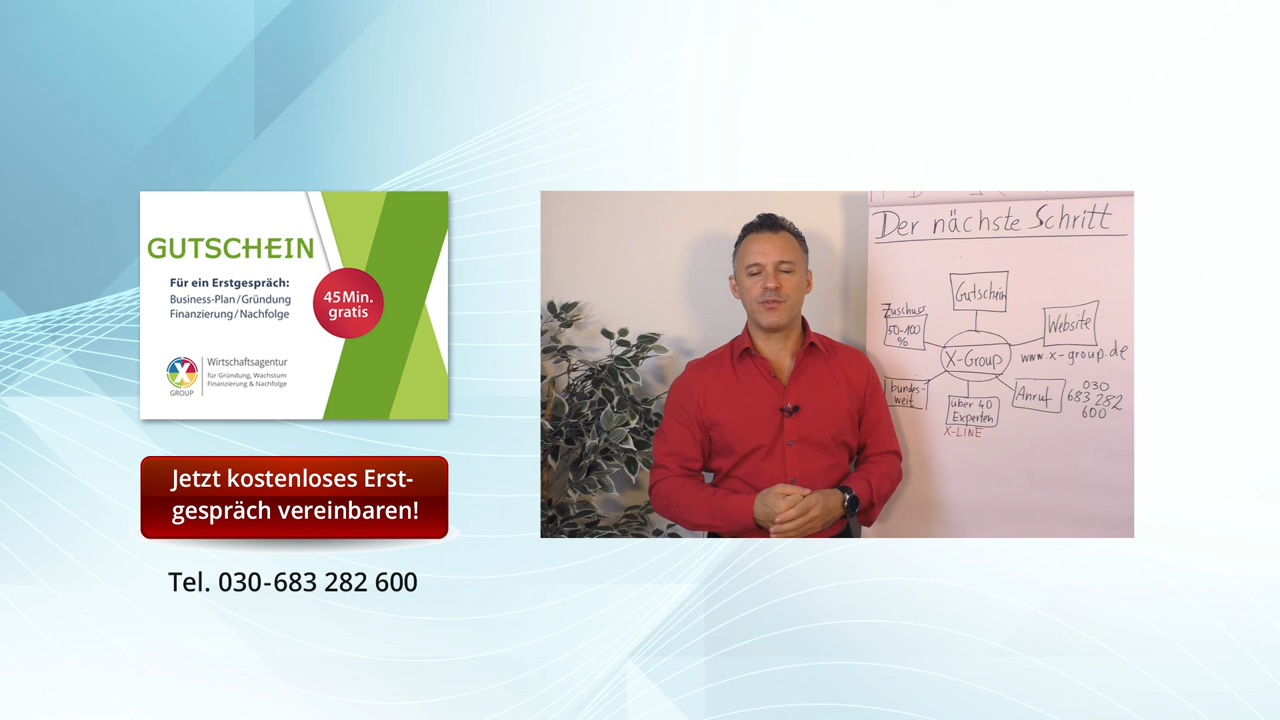 GUTSCHEIN
Für ein Erstgespräch:
Business-Plan/Gründung
Finanzierung/Nachfolge
45 Min.
gratis
X
GROUP
Wirtschaftsagentur
für Gründung, Wachstum
Finanzierung & Nachfolge
Jetzt kostenloses Erst-
gespräch vereinbaren!
Tel. 030-683 282 600
Der nächste Schritt
Gutschein
Zuschuss
50-100
%
Website
www.x-group.de
X-Group
bundes-
weit
über 40
Experten
X-LINE
Anruf
030
683 282
600